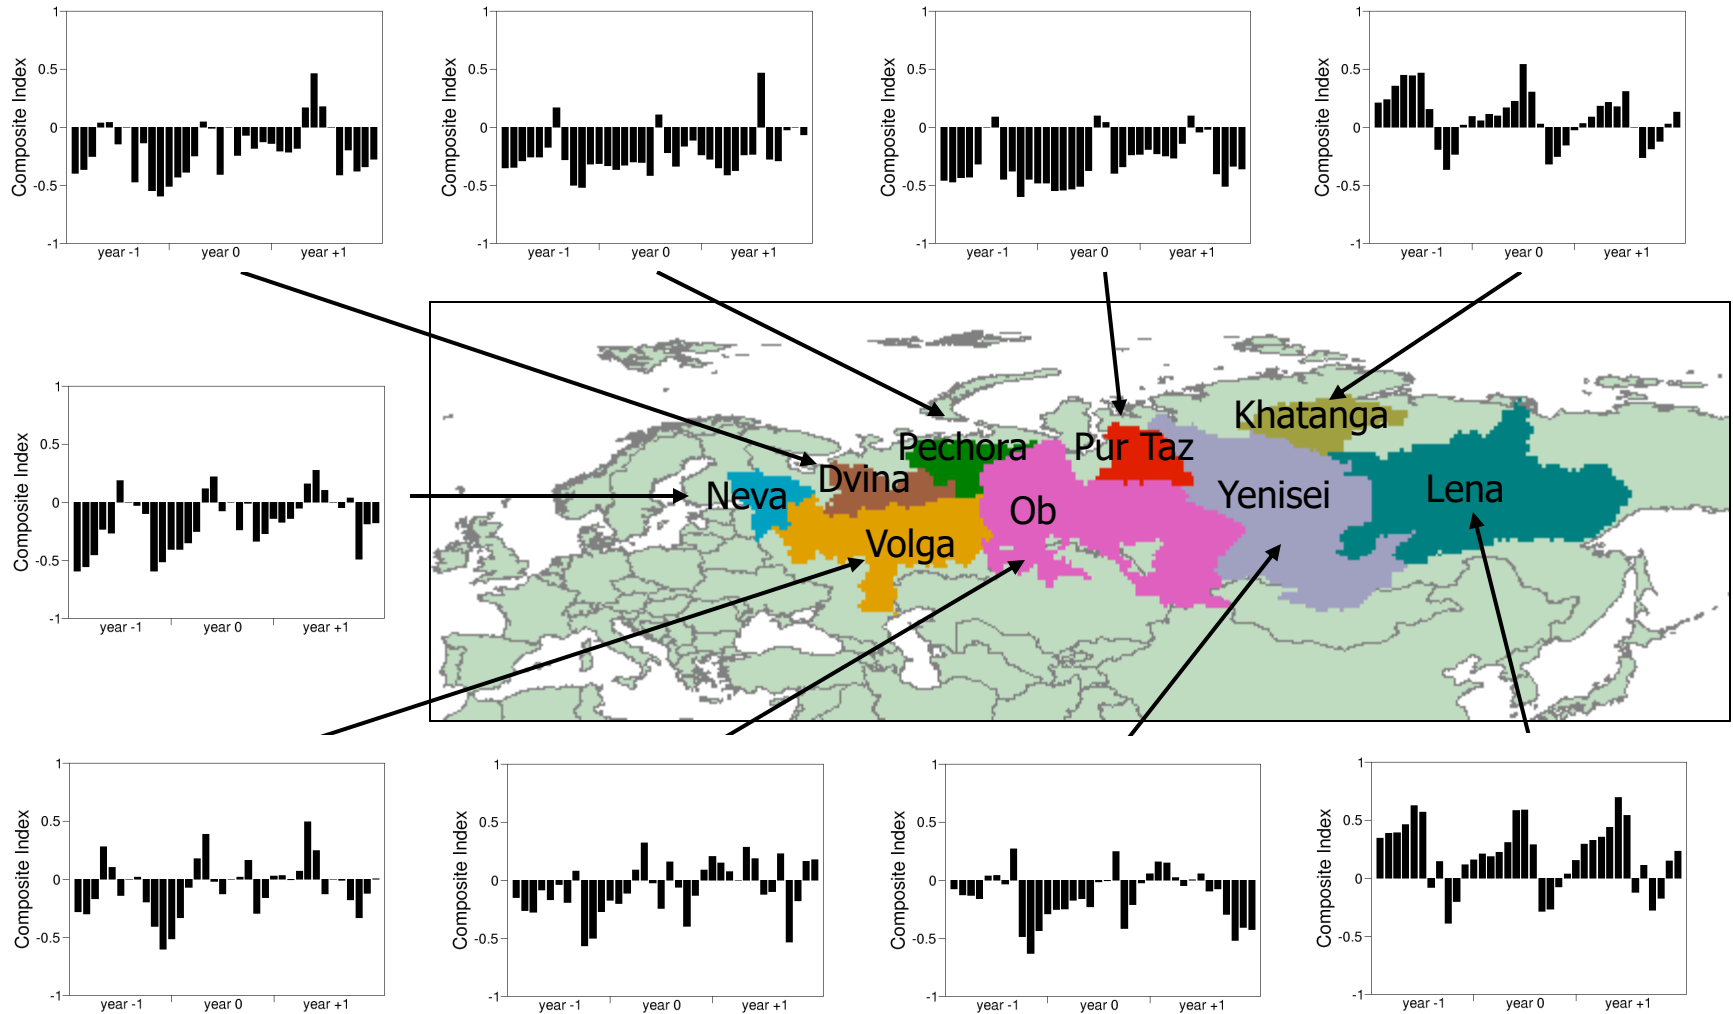 1
0.5
0
-0.5
-1
Composite Index
year -1 year 0 year +1
1
0.5
0
-0.5
-1
Composite Index
year -1 year 0 year +1
1
0.5
0
-0.5
-1
Composite Index
year -1 year 0 year +1
1
0.5
0
-0.5
-1
Composite Index
year -1 year 0 year +1
1
0.5
0
-0.5
-1
Composite Index
year -1 year 0 year +1
Khatanga
Pechora
Pur Taz
Dvina
Neva
Ob
Yenisei
Lena
Volga
1
0.5
0
-0.5
-1
Composite Index
year -1 year 0 year +1
1
0.5
0
-0.5
-1
Composite Index
year -1 year 0 year +1
1
0.5
0
-0.5
-1
Composite Index
year -1 year 0 year +1
1
0.5
0
-0.5
-1
Composite Index
year -1 year 0 year +1